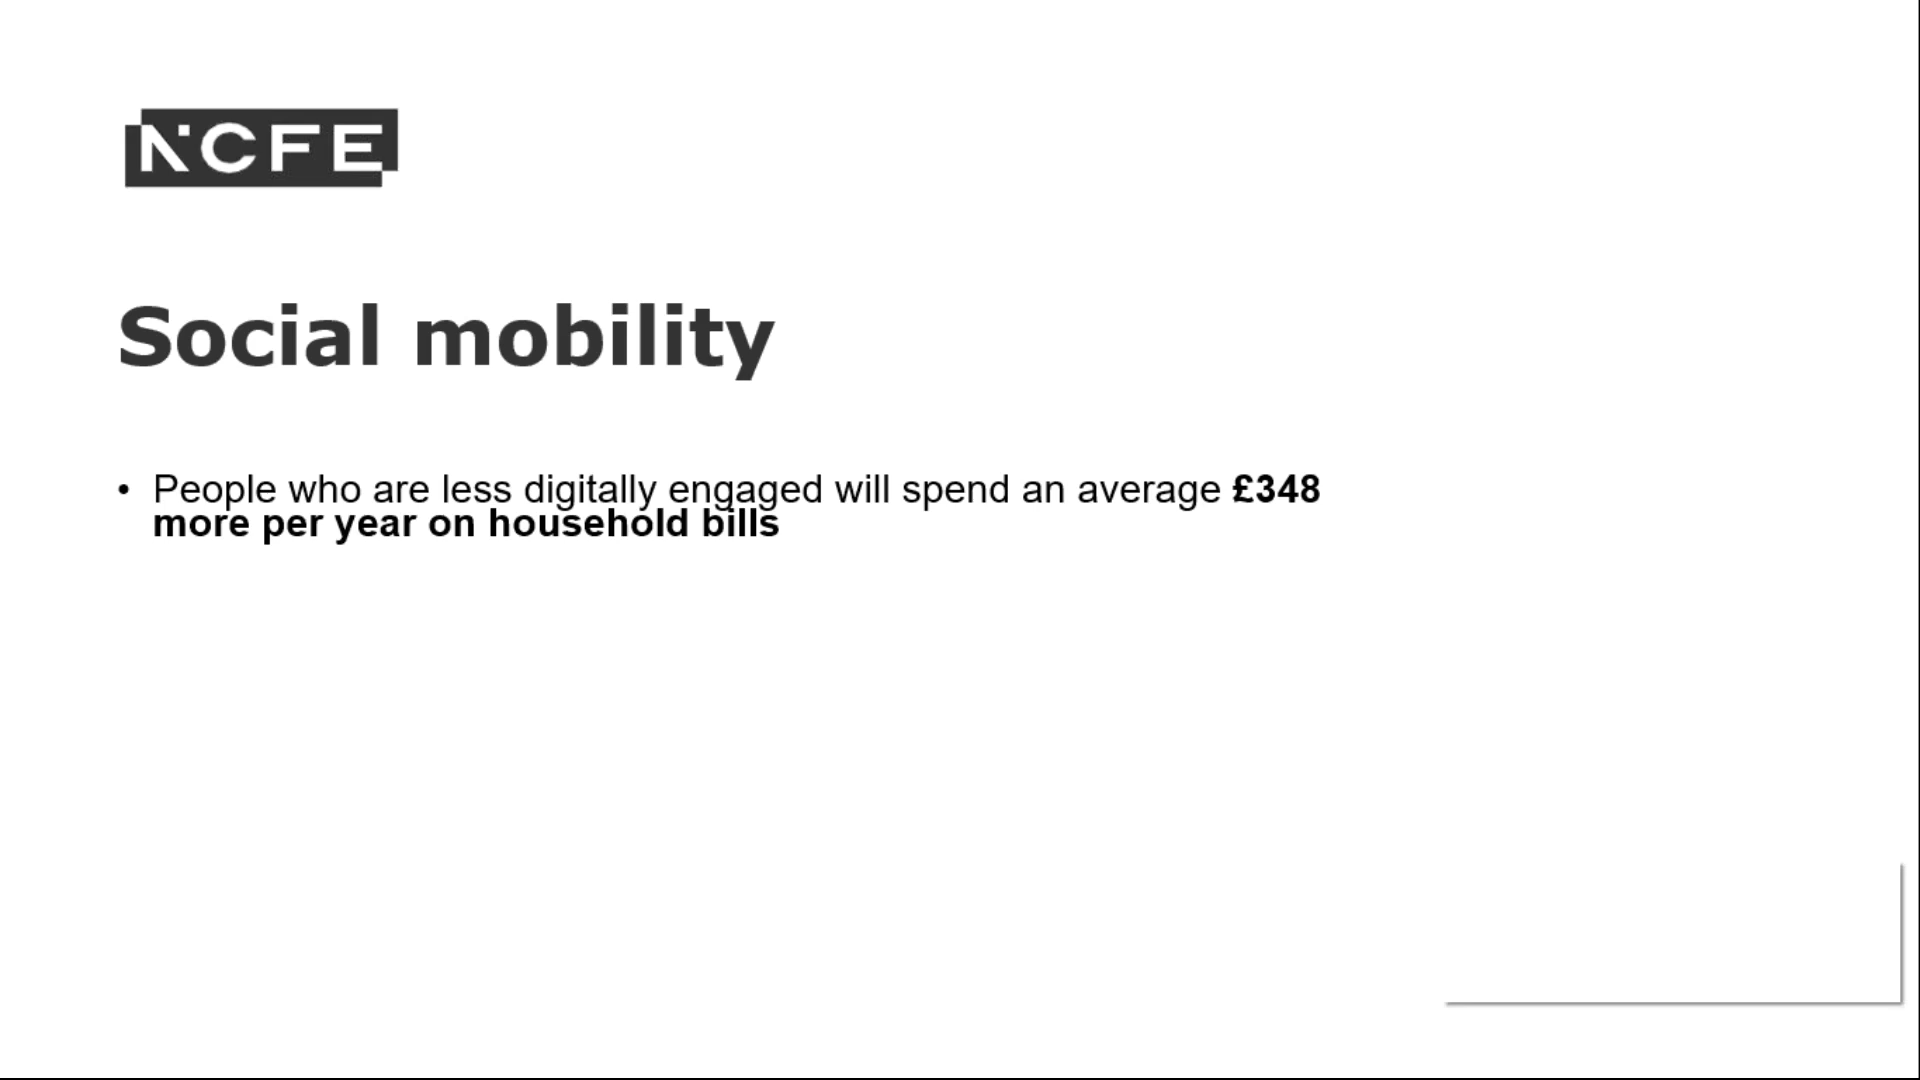 NCFE
Social mobility
• People who are less digitally engaged will spend an average £348
more per year on household bills